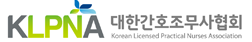 KLPNA 대한간호조무사협회
Korean Licensed Practical Nurses Association